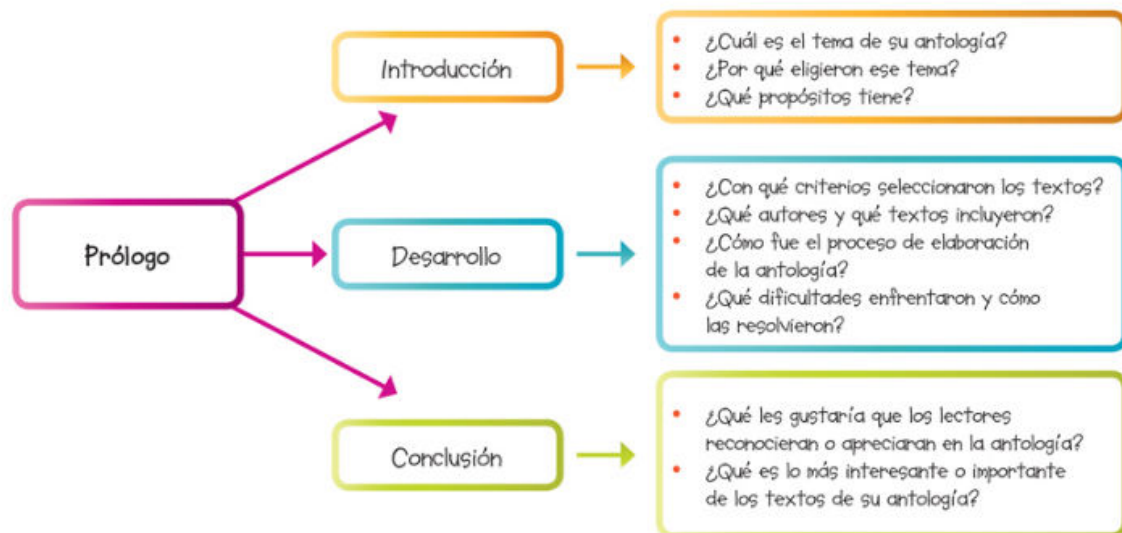 Introducción
• ¿Cuál es el tema de su antología?
• ¿Por qué eligieron ese tema?
• ¿Qué propósitos tiene?
Prólogo
Desarrollo
• ¿Con qué criterios seleccionaron los textos?
• ¿Qué autores y qué textos incluyeron?
• ¿Cómo fue el proceso de elaboración
de la antología?
• ¿Qué dificultades enfrentaron y cómo
las resolvieron?
Conclusión
• ¿Qué les gustaría que los lectores
reconocieran o apreciaran en la antología?
• ¿Qué es lo más interesante o importante
de los textos de su antología?